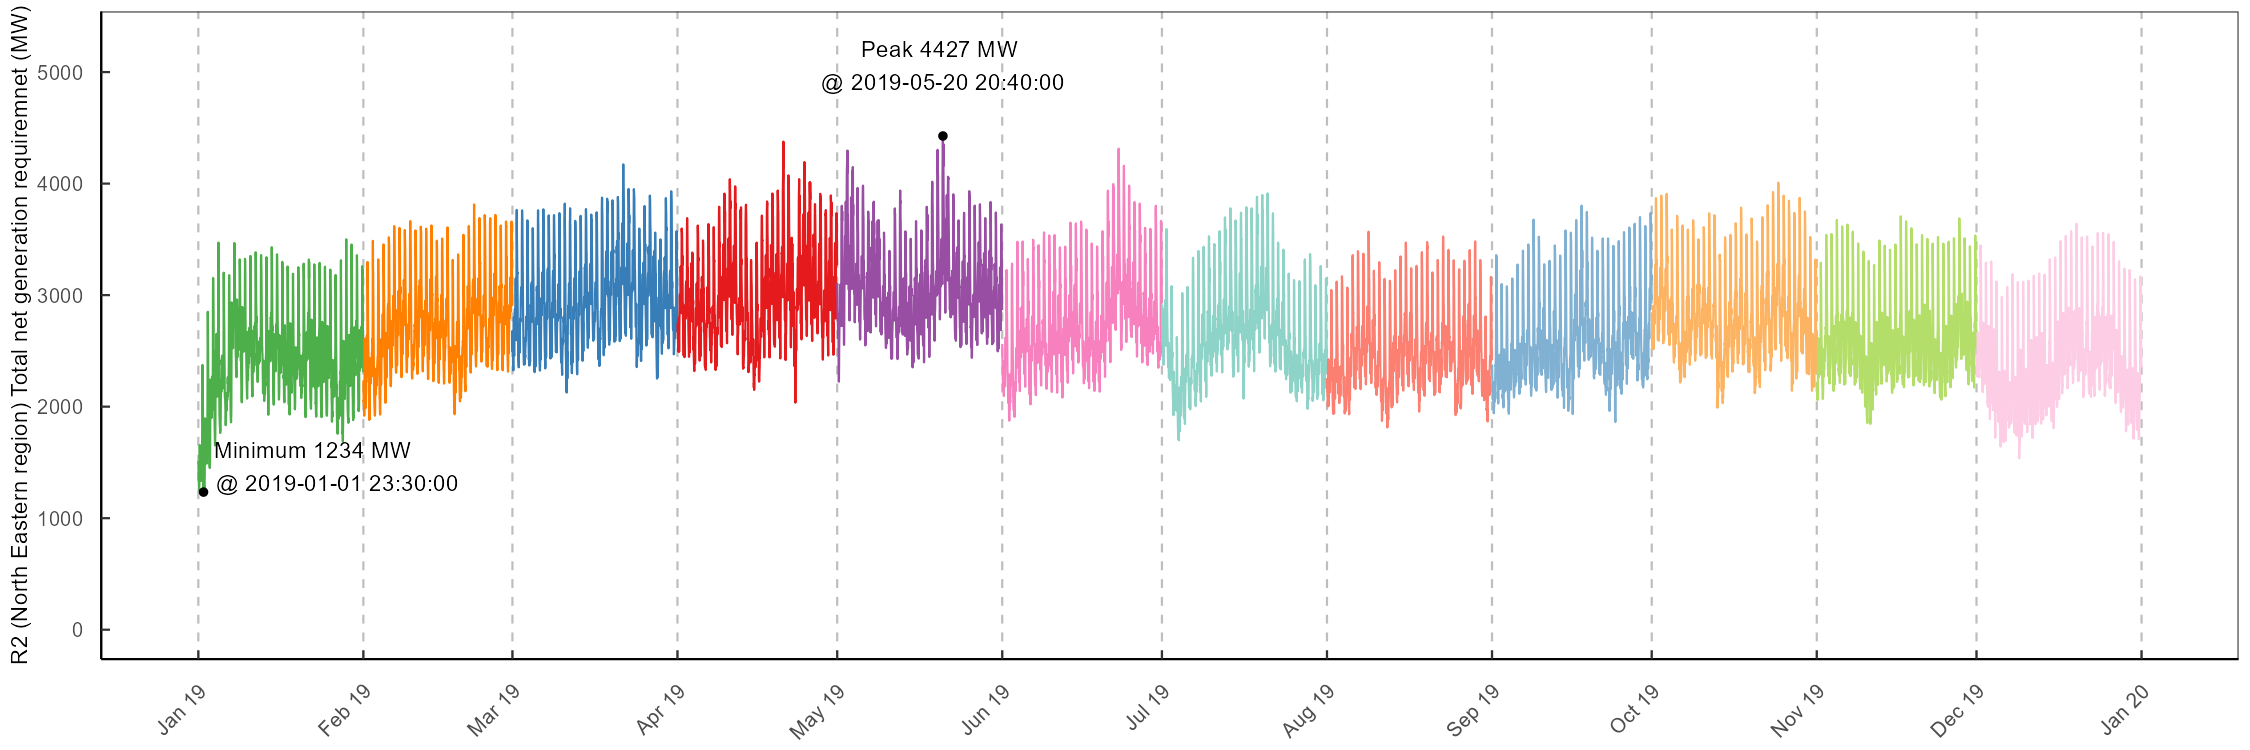 R2 (North Eastern region) Total net generation requiremnet (MW)
5000
4000
3000
2000
1000
0
Peak 4427 MW
@ 2019-05-20 20:40:00
Minimum 1234 MW
@ 2019-01-01 23:30:00
Jan 19
Feb 19
Mar 19
Apr 19
May 19
Jun 19
Jul 19
Aug 19
Sep 19
Oct 19
Nov 19
Dec 19
Jan 20